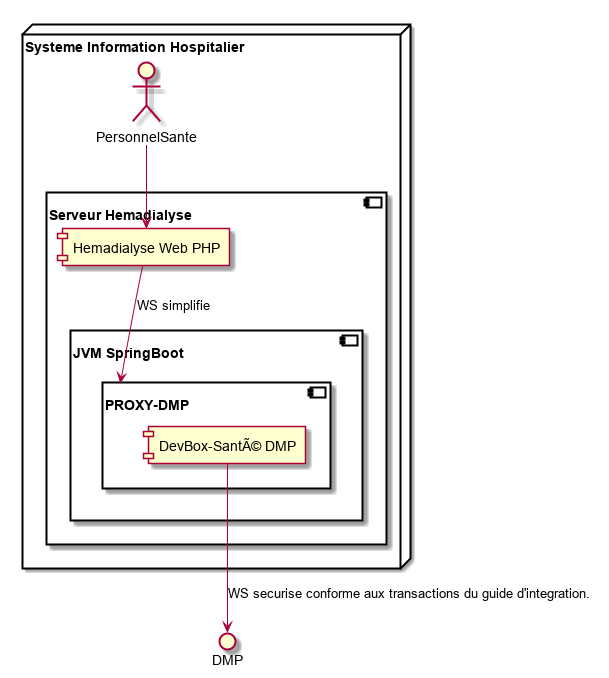 Systeme Information Hospitalier
PersonnelSante
Serveur Hemadialyse
Hemadialyse Web PHP
WS simplifie
JVM SpringBoot
PROXY-DMP
DevBox-SantÃ© DMP
WS securise conforme aux transactions du guide d'integration.
DMP